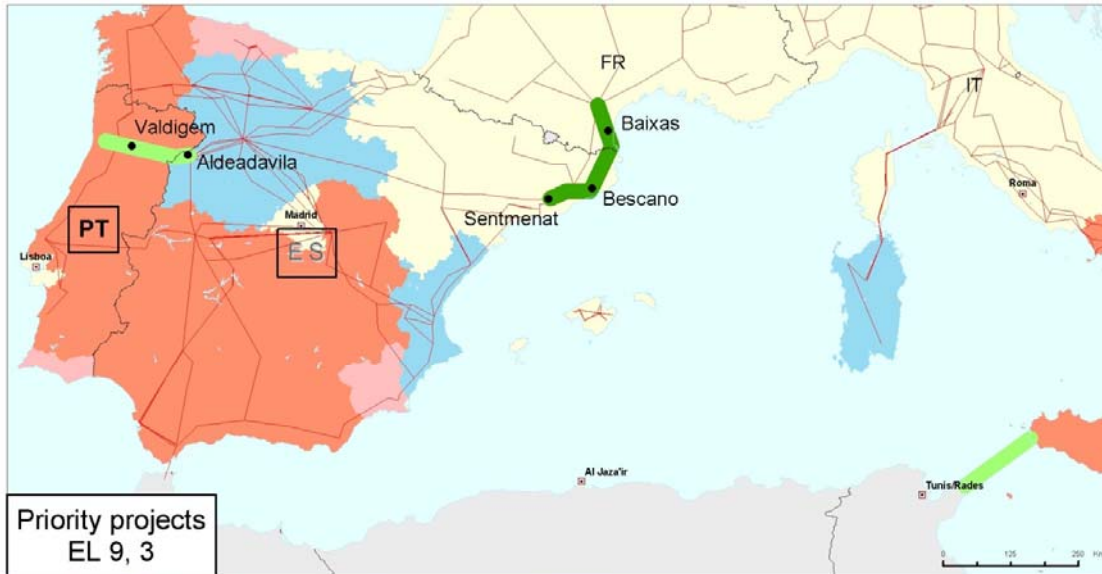 FR
IT
Valdigem
Baixas
Aldeadavila
Roma
Bescano
Sentmenat
Madrid
PT
E S
Lisboa
Al Jaza'ir
Tunis/Rades
Priority projects
EL 9, 3
0 125 250